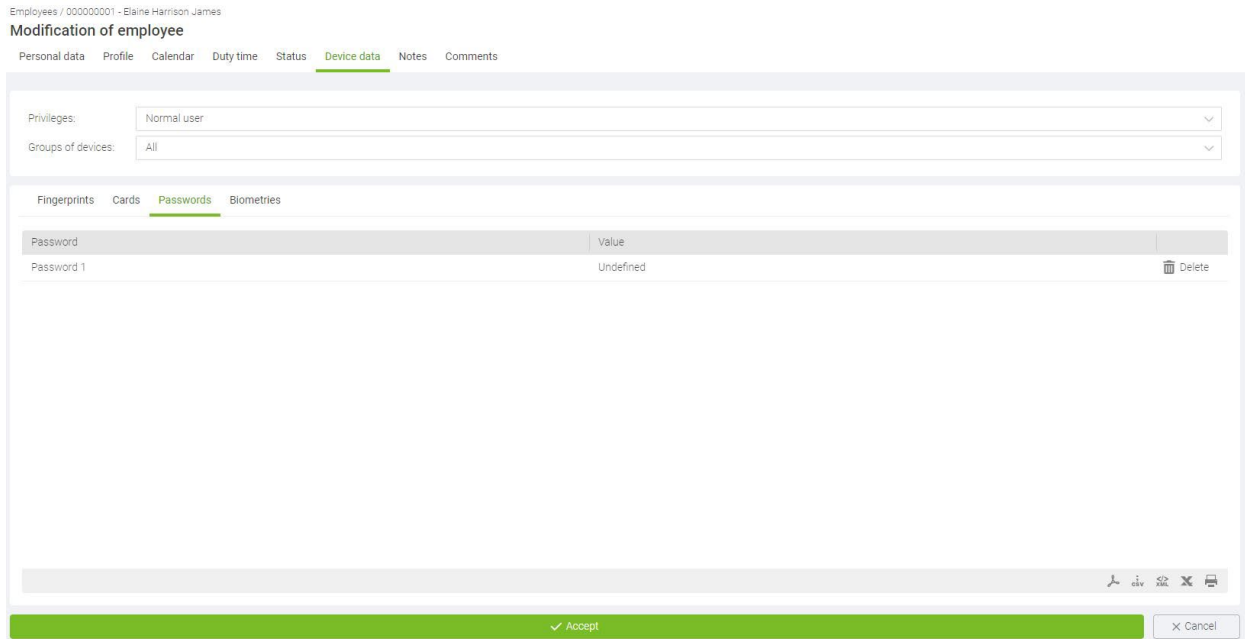 Employees / 000000001 - Elaine Harrison James
Modification of employee
Personal data Profile Calendar Duty time Status Device data Notes Comments
Privileges: Normal user
Groups of devices: All
Fingerprints Cards Passwords Biometries
Password Value
Password 1 Undefined Delete
CSV XML
Accept Cancel